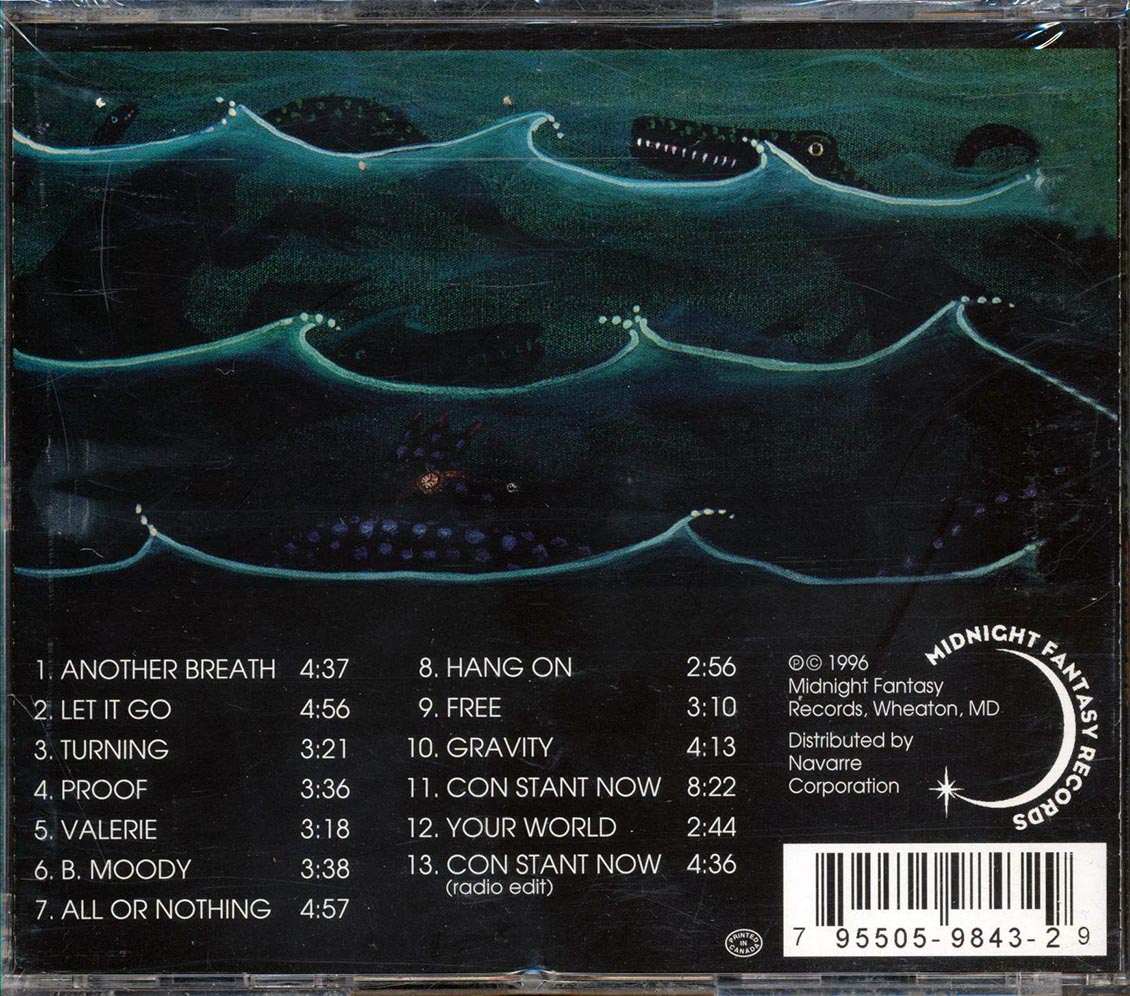 1. ANOTHER BREATH 4:37
2. LET IT GO 4:56
3. TURNING 3:21
4. PROOF 3:36
5. VALERIE 3:18
6. B. MOODY 3:38
7. ALL OR NOTHING 4:57
8. HANG ON 2:56
9. FREE 3:10
10. GRAVITY 4:13
11. CON STANT NOW 8:22
12. YOUR WORLD 2:44
13. CON STANT NOW 4:36
(radio edit)
℗© 1996
Midnight Fantasy
Records, Wheaton, MD
Distributed by
Navarre
Corporation
MIDNIGHT FANTASY RECORDS
PRINTED
IN
CANADA
7 95505-9843-2 9